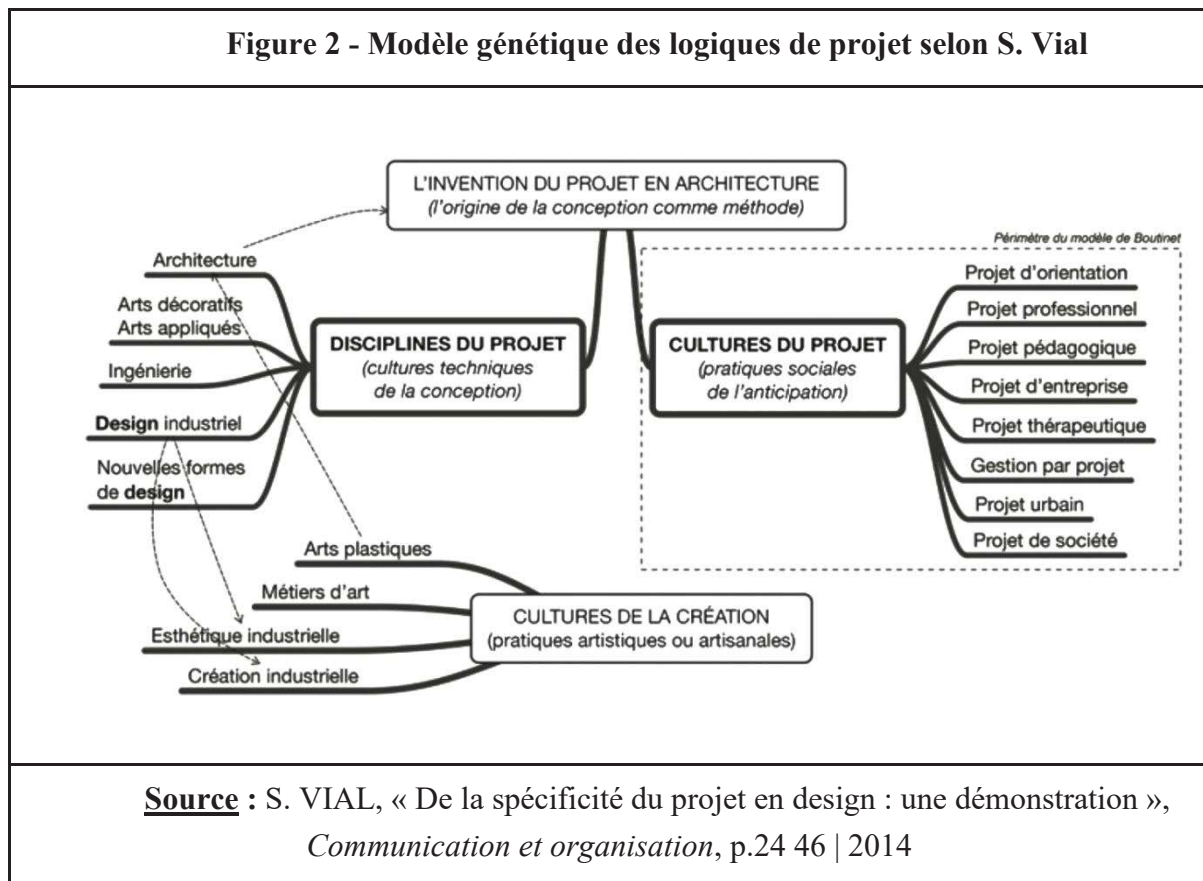 Figure 2 - Modèle génétique des logiques de projet selon S. Vial
L'INVENTION DU PROJET EN ARCHITECTURE
(l'origine de la conception comme méthode)
Architecture
Arts décoratifs
Arts appliqués
Ingénierie
Design industriel
Nouvelles formes
de design
DISCIPLINES DU PROJET
(cultures techniques
de la conception)
CULTURES DU PROJET
(pratiques sociales
de l'anticipation)
Périmètre du modèle de Boutinet
Projet d'orientation
Projet professionnel
Projet pédagogique
Projet d'entreprise
Projet thérapeutique
Gestion par projet
Projet urbain
Projet de société
Arts plastiques
Métiers d'art
Esthétique industrielle
Création industrielle
CULTURES DE LA CRÉATION
(pratiques artistiques ou artisanales)
Source : S. VIAL, « De la spécificité du projet en design : une démonstration »,
Communication et organisation, p.24 46 | 2014